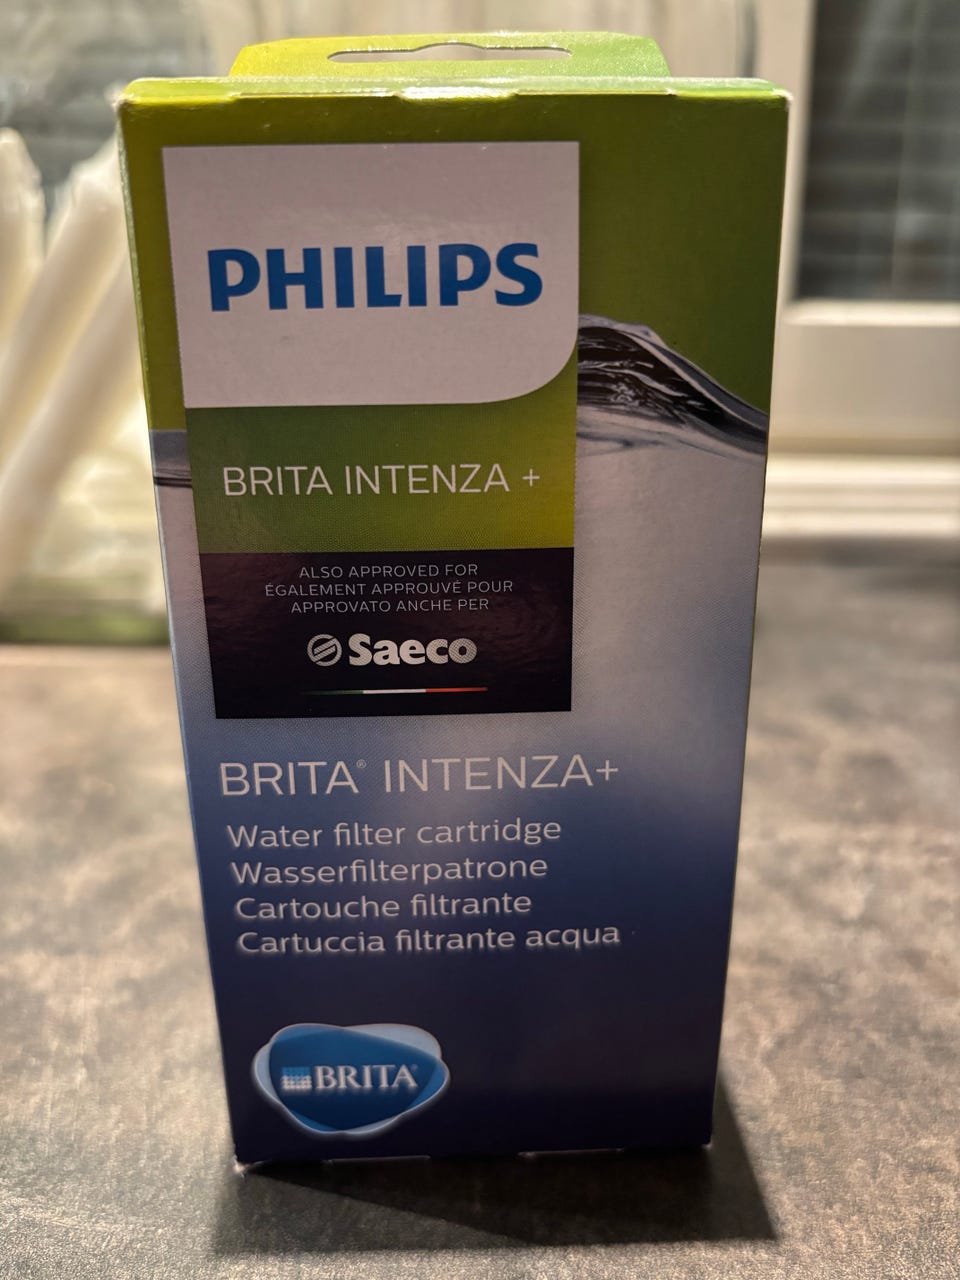 PHILIPS
BRITA INTENZA +
ALSO APPROVED FOR
ÉGALEMENT APPROUVÉ POUR
APPROVATO ANCHE PER
Saeco
BRITA® INTENZA+
Water filter cartridge
Wasserfilterpatrone
Cartouche filtrante
Cartuccia filtrante acqua
BRITA®